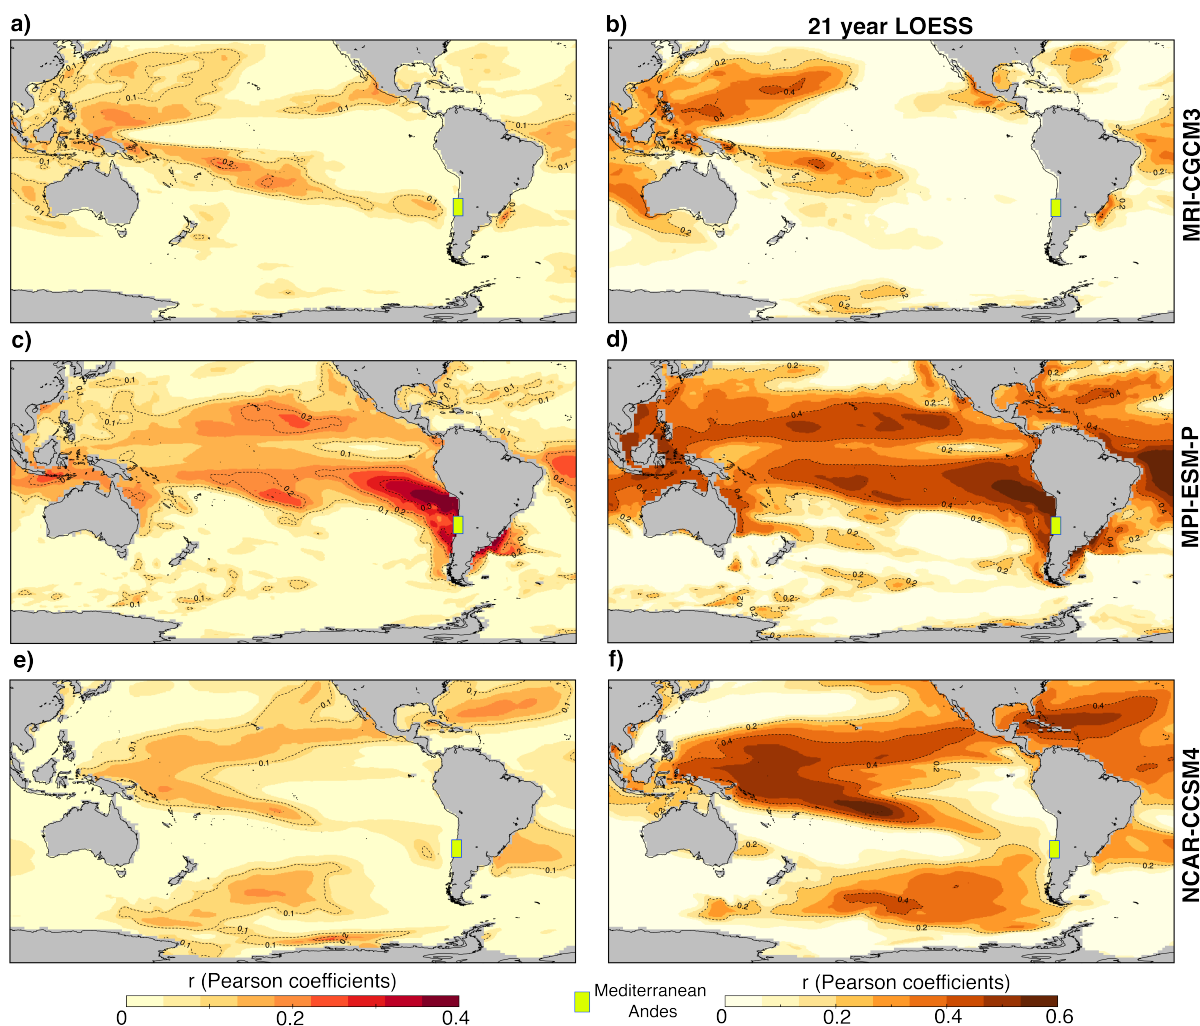 a)
b)
21 year LOESS
MRI-CGCM3
c)
d)
MPI-ESM-P
e)
f)
NCAR-CCSM4
r (Pearson coefficients)
0 0.2 0.4
Mediterranean
Andes
r (Pearson coefficients)
0 0.2 0.4 0.6